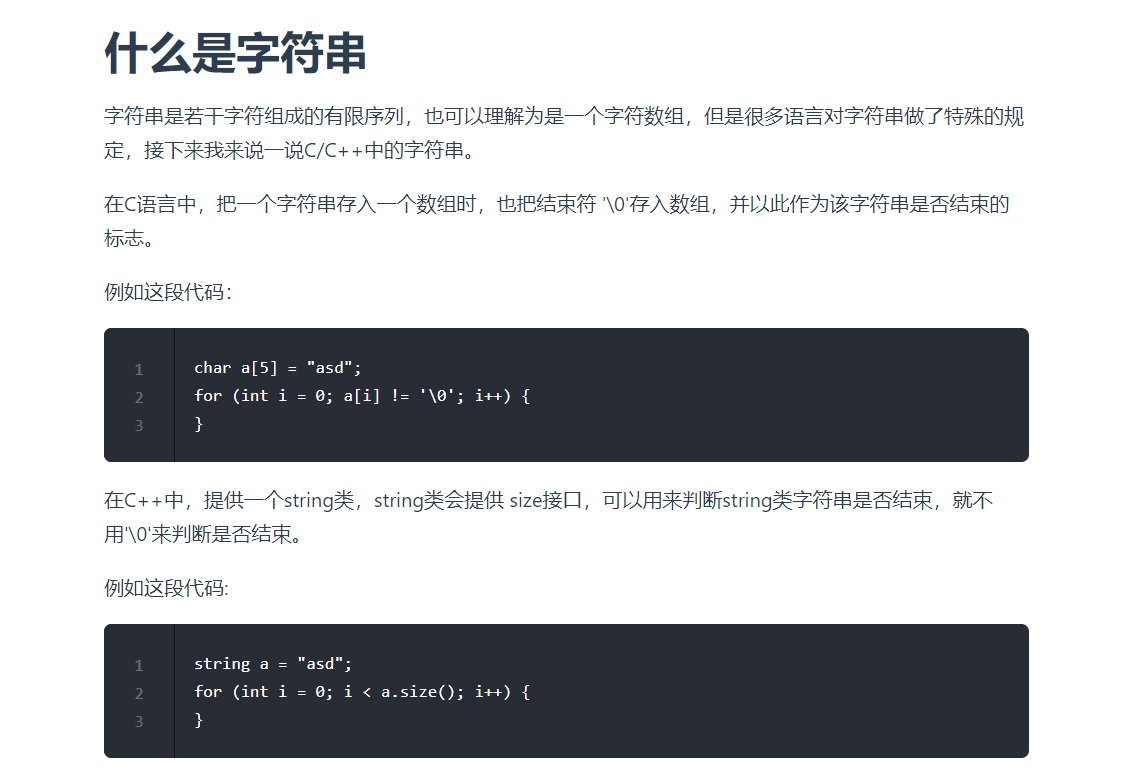 什么是字符串
字符串是若干字符组成的有限序列，也可以理解为是一个字符数组，但是很多语言对字符串做了特殊的规
定，接下来我来说一说C/C++中的字符串。
在C语言中，把一个字符串存入一个数组时，也把结束符 '\0'存入数组，并以此作为该字符串是否结束的
标志。
例如这段代码：
1 char a[5] = "asd";
2 for (int i = 0; a[i] != '\0'; i++) {
3 }
在C++中，提供一个string类，string类会提供 size接口，可以用来判断string类字符串是否结束，就不
用'\0'来判断是否结束。
例如这段代码:
1 string a = "asd";
2 for (int i = 0; i < a.size(); i++) {
3 }